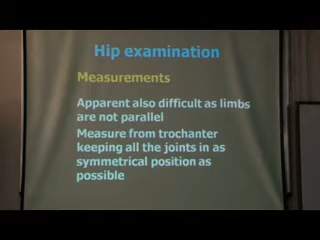 Hip examination
Measurements
Apparent also difficult as limbs
are not parallel
Measure from trochanter
keeping all the joints in as
symmetrical position as
possible